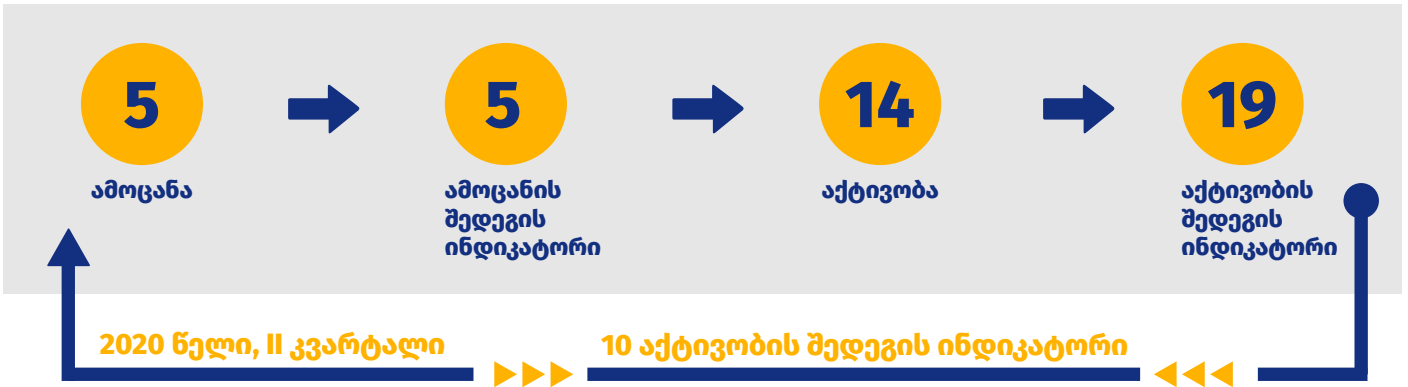 5
ამოცანა
5
ამოცანის
შედეგის
ინდიკატორი
14
აქტივობა
19
აქტივობის
შედეგის
ინდიკატორი
2020 წელი, II კვარტალი
10 აქტივობის შედეგის ინდიკატორი